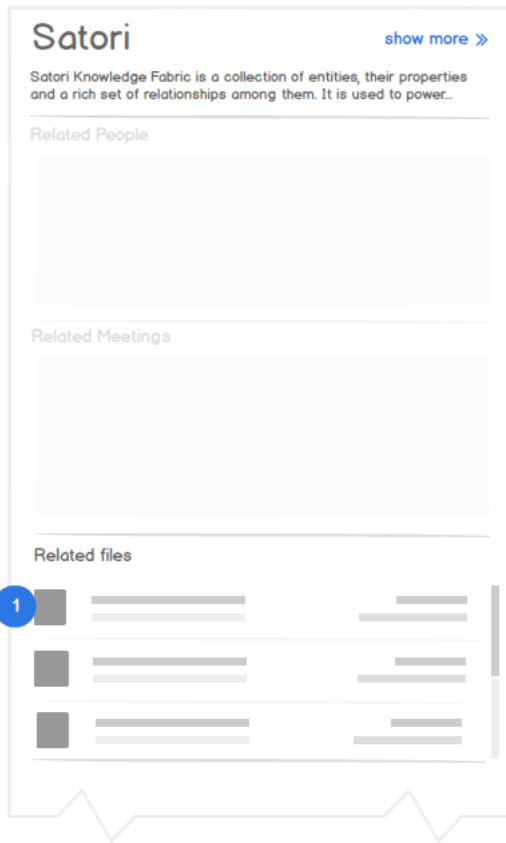 Satori
show more »
Satori Knowledge Fabric is a collection of entities, their properties
and a rich set of relationships among them. It is used to power...
Related People
Related Meetings
Related files
1